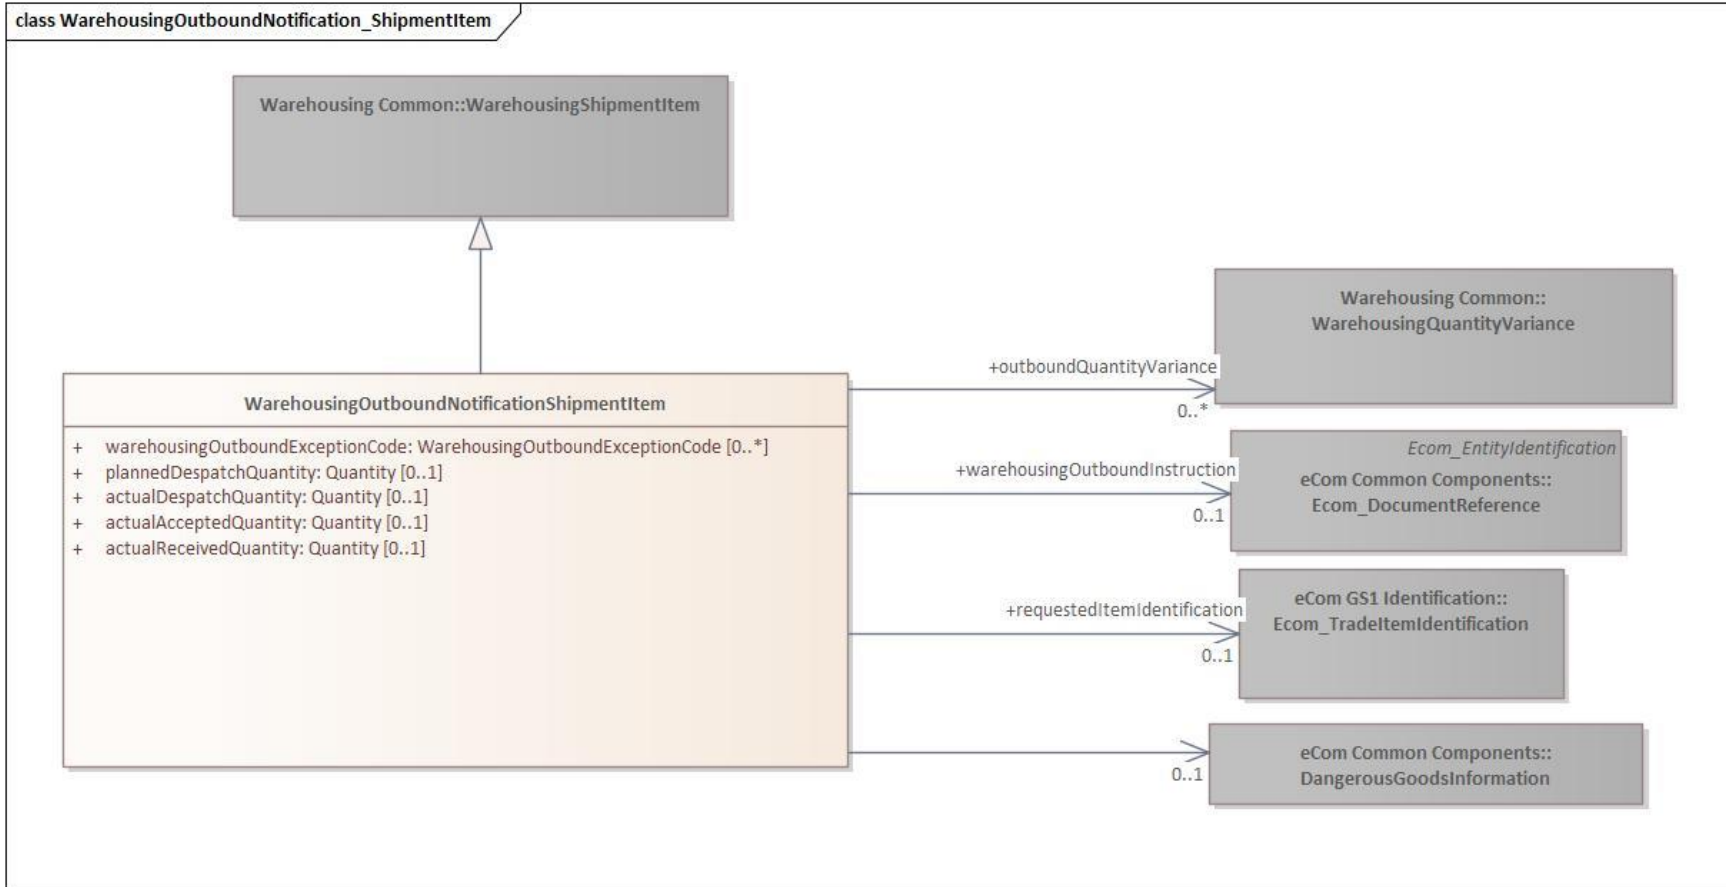 class WarehousingOutboundNotification_ShipmentItem
Warehousing Common::WarehousingShipmentItem
Warehousing Common::
WarehousingQuantityVariance
+outboundQuantityVariance
0..*
WarehousingOutboundNotificationShipmentItem
+ warehousingOutboundExceptionCode: WarehousingOutboundExceptionCode [0..*]
+ plannedDespatchQuantity: Quantity [0..1]
+ actualDespatchQuantity: Quantity [0..1]
+ actualAcceptedQuantity: Quantity [0..1]
+ actualReceivedQuantity: Quantity [0..1]
Ecom_EntityIdentification
eCom Common Components::
Ecom_DocumentReference
+warehousingOutboundInstruction
0..1
eCom GS1 Identification::
Ecom_TradeItemIdentification
+requestedItemIdentification
0..1
eCom Common Components::
DangerousGoodsInformation
0..1